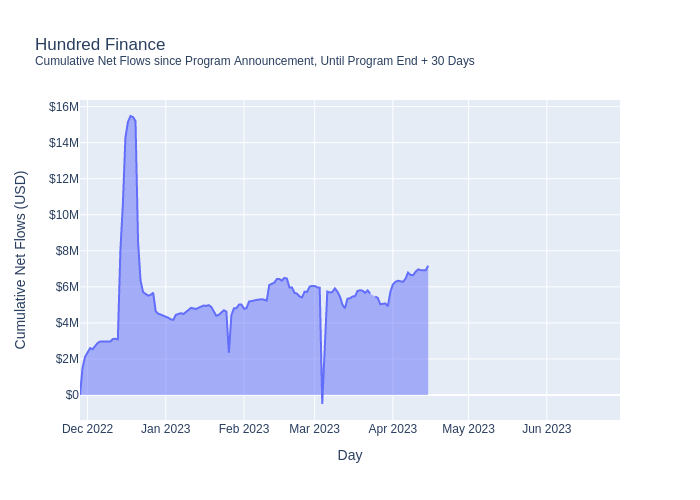 Hundred Finance
Cumulative Net Flows since Program Announcement, Until Program End + 30 Days
Cumulative Net Flows (USD)
$16M
$14M
$12M
$10M
$8M
$6M
$4M
$2M
$0
Dec 2022 Jan 2023 Feb 2023 Mar 2023 Apr 2023 May 2023 Jun 2023
Day